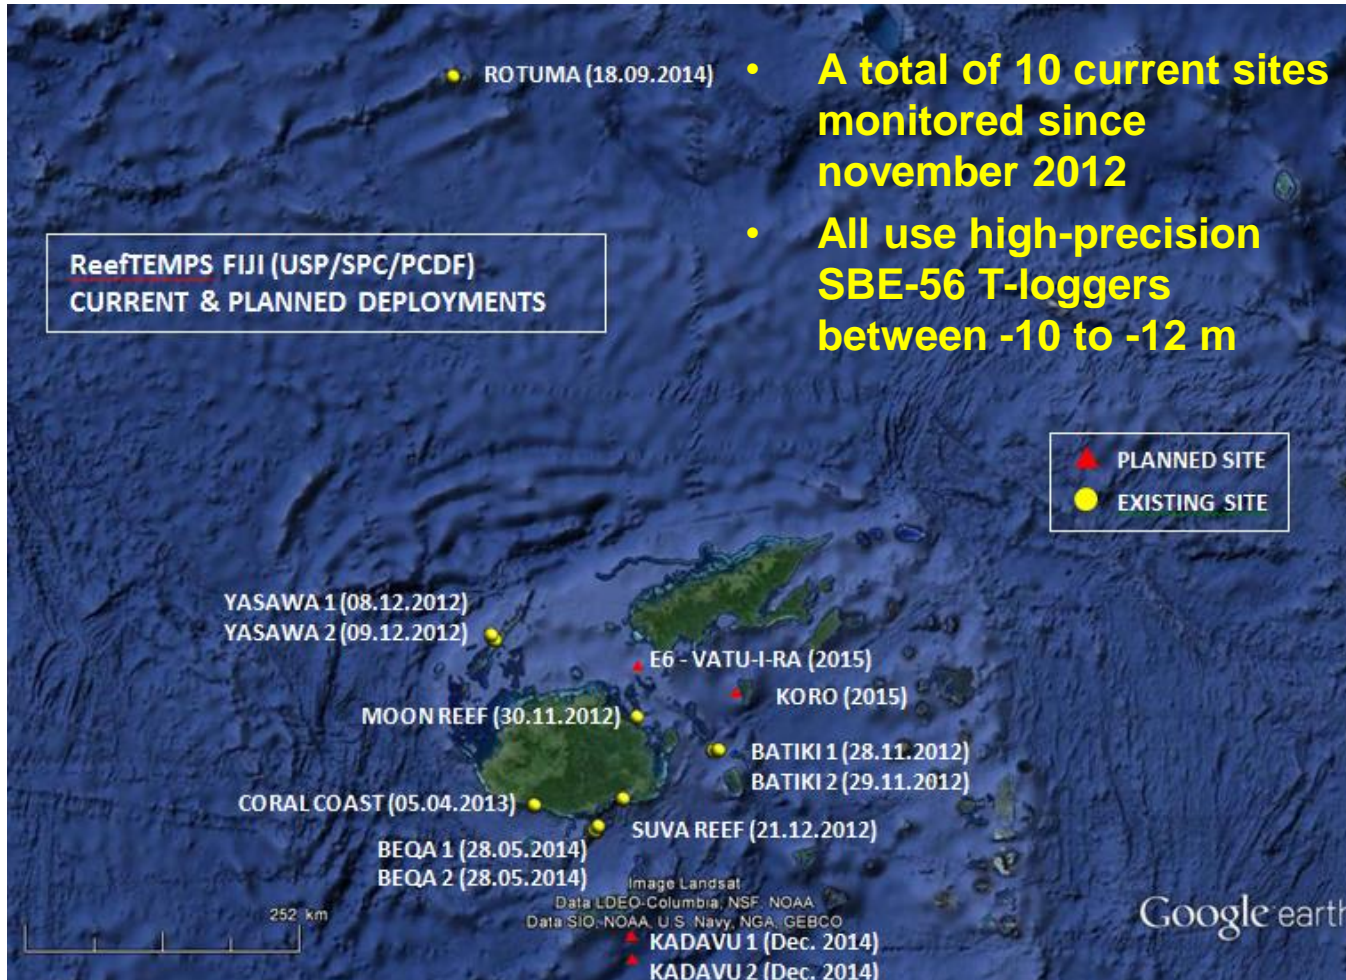 ROTUMA (18.09.2014)
• A total of 10 current sites
monitored since
november 2012
• All use high-precision
SBE-56 T-loggers
between -10 to -12 m
ReefTEMPS FIJI (USP/SPC/PCDF)
CURRENT & PLANNED DEPLOYMENTS
PLANNED SITE
EXISTING SITE
YASAWA 1 (08.12.2012)
YASAWA 2 (09.12.2012)
E6 - VATU-I-RA (2015)
KORO (2015)
MOON REEF (30.11.2012)
BATIKI 1 (28.11.2012)
BATIKI 2 (29.11.2012)
CORAL COAST (05.04.2013)
SUVA REEF (21.12.2012)
BEQA 1 (28.05.2014)
BEQA 2 (28.05.2014)
Image Landsat
Data LDEO-Columbia, NSF, NOAA
Data SIO, NOAA, U.S. Navy, NGA, GEBCO
252 km
Google earth
KADAVU 1 (Dec. 2014)
KADAVU 2 (Dec. 2014)